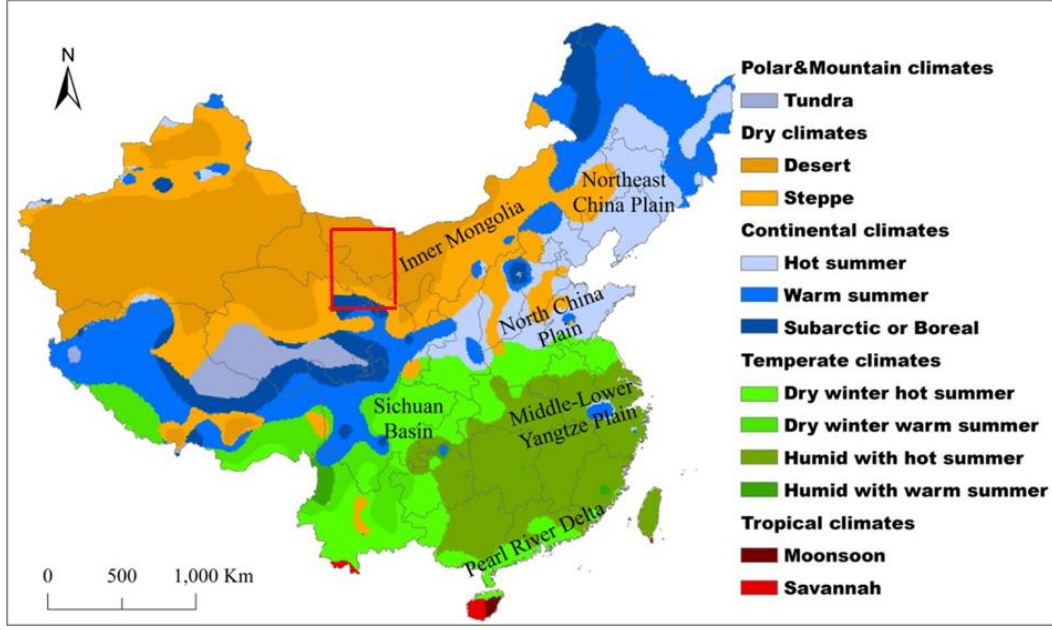 N
Inner Mongolia
Northeast
China Plain
North China
Plain
Sichuan
Basin
Middle-Lower
Yangtze Plain
Pearl River Delta
0 500 1,000 Km
Polar&Mountain climates
Tundra
Dry climates
Desert
Steppe
Continental climates
Hot summer
Warm summer
Subarctic or Boreal
Temperate climates
Dry winter hot summer
Dry winter warm summer
Humid with hot summer
Humid with warm summer
Tropical climates
Moonsoon
Savannah